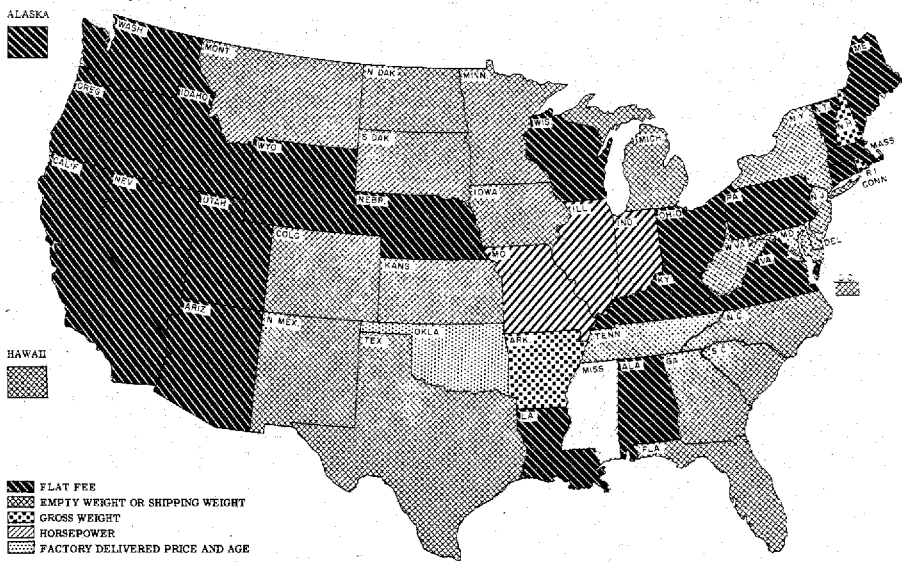 ALASKA
WASH
MONT
N DAK
MINN
ME
OREG
IDAHO
WIS
MICH
N.Y.
S DAK
WYO
MASS
R I
CONN
CALIF
NEV
UTAH
NEBR
IOWA
ILL
IND
OHIO
PA
N J
COLO
KANS
MO
W VA
VA
MD
DEL
KY
D C
ARIZ
N MEX
TEX
OKLA
ARK
TENN
N C
S C
MISS
ALA
GA
LA
FLA
HAWAII
FLAT FEE
EMPTY WEIGHT OR SHIPPING WEIGHT
GROSS WEIGHT
HORSEPOWER
FACTORY DELIVERED PRICE AND AGE